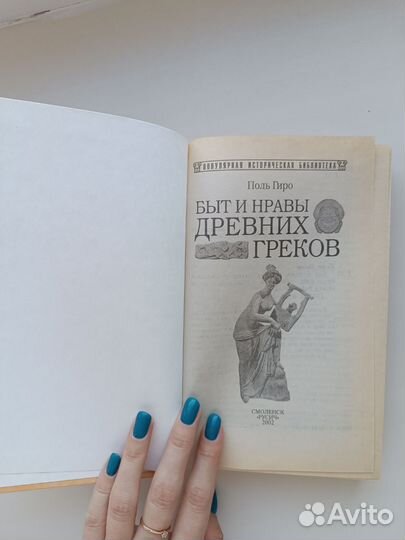 ПОПУЛЯРНАЯ ИСТОРИЧЕСКАЯ БИБЛИОТЕКА
Поль Гиро
БЫТ И НРАВЫ
ДРЕВНИХ
ГРЕКОВ
СМОЛЕНСК
«РУСИЧ»
2002
Avito